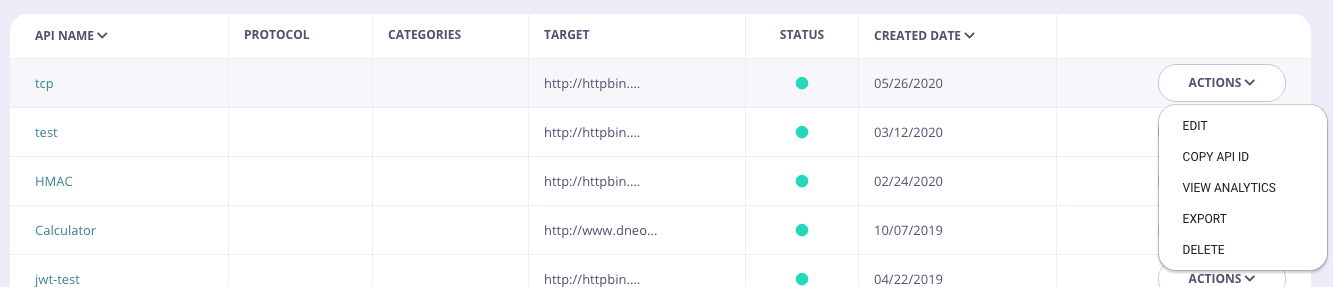 API NAME PROTOCOL CATEGORIES TARGET STATUS CREATED DATE
tcp http://httpbin.... 05/26/2020 ACTIONS
EDIT
test http://httpbin.... 03/12/2020
COPY API ID
HMAC http://httpbin.... 02/24/2020
VIEW ANALYTICS
EXPORT
Calculator http://www.dneo... 10/07/2019
DELETE
jwt-test http://httpbin.... 04/22/2019 ACTIONS